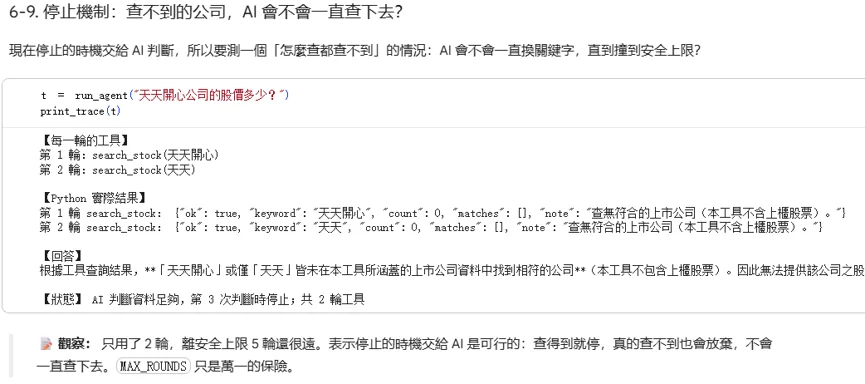 6-9. 停止機制：查不到的公司，AI 會不會一直查下去？
現在停止的時機交給 AI 判斷，所以要測一個「怎麼查都查不到」的情況：AI 會不會一直換關鍵字，直到撞到安全上限？
t = run_agent("天天開心公司的股價多少？")
print_trace(t)
【每一輪的工具】
第 1 輪：search_stock(天天開心)
第 2 輪：search_stock(天天)
【Python 實際結果】
第 1 輪 search_stock： {"ok": true, "keyword": "天天開心", "count": 0, "matches": [], "note": "查無符合的上市公司（本工具不含上櫃股票）。"}
第 2 輪 search_stock： {"ok": true, "keyword": "天天", "count": 0, "matches": [], "note": "查無符合的上市公司（本工具不含上櫃股票）。"}
【回答】
根據工具查詢結果，**「天天開心」或僅「天天」皆未在本工具所涵蓋的上市公司資料中找到相符的公司**（本工具不包含上櫃股票）。因此無法提供該公司之股
【狀態】 AI 判斷資料足夠，第 3 次判斷時停止；共 2 輪工具
📝 觀察： 只用了 2 輪，離安全上限 5 輪還很遠。表示停止的時機交給 AI 是可行的：查得到就停，真的查不到也會放棄，不會
一直查下去。MAX_ROUNDS 只是萬一的保險。